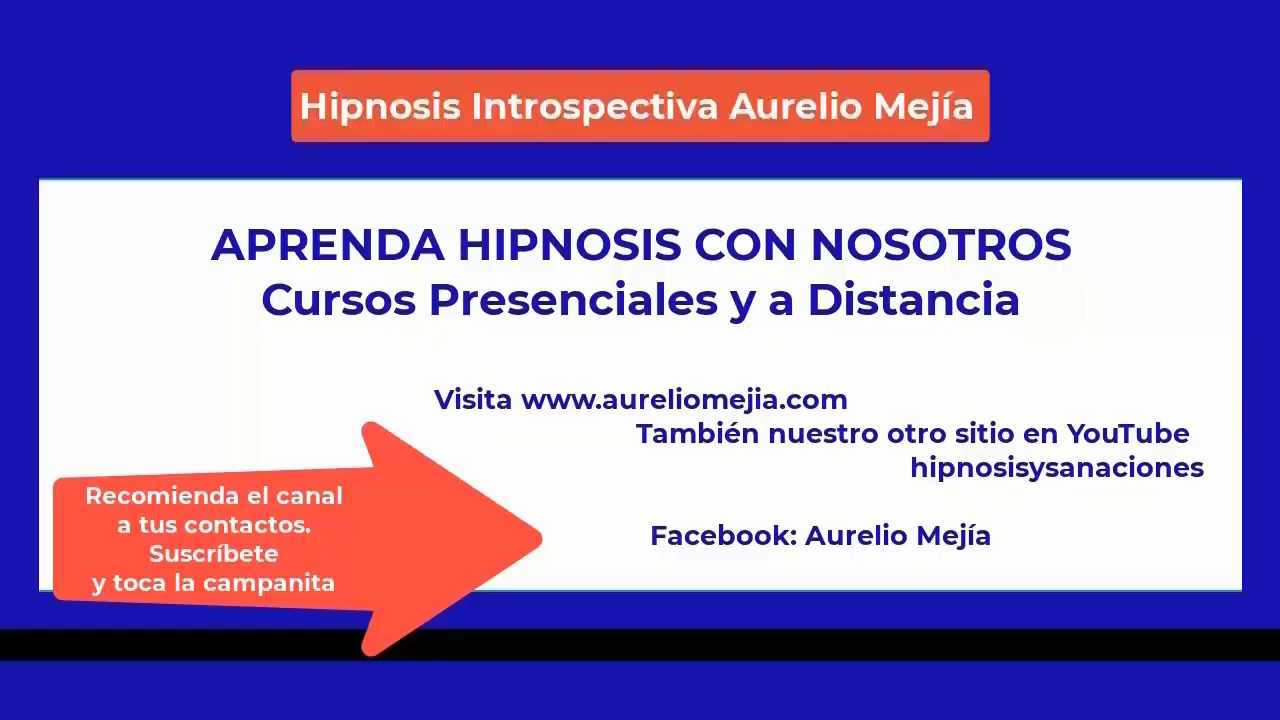 Hipnosis Introspectiva Aurelio Mejía
APRENDA HIPNOSIS CON NOSOTROS
Cursos Presenciales y a Distancia
Visita www.aureliomejia.com
También nuestro otro sitio en YouTube
hipnosisysanaciones
Facebook: Aurelio Mejía
Recomienda el canal
a tus contactos.
Suscríbete
y toca la campanita